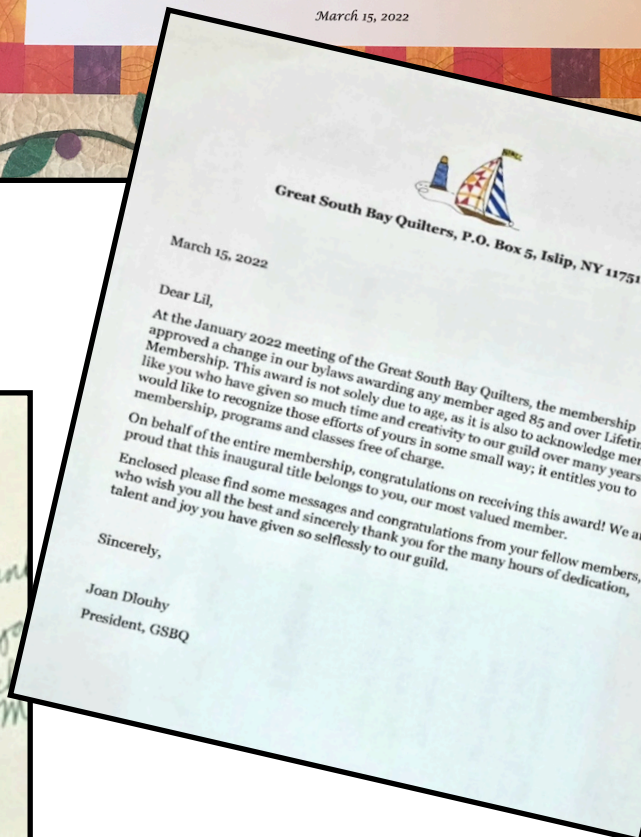 March 15, 2022
Great South Bay Quilters, P.O. Box 5, Islip, NY 11751
March 15, 2022
Dear Lil,
At the January 2022 meeting of the Great South Bay Quilters, the membership
approved a change in our bylaws awarding any member aged 85 and over Lifetim
Membership. This award is not solely due to age, as it is also to acknowledge mem
like you who have given so much time and creativity to our guild over many years
would like to recognize those efforts of yours in some small way; it entitles you to
membership, programs and classes free of charge.
On behalf of the entire membership, congratulations on receiving this award! We ar
proud that this inaugural title belongs to you, our most valued member.
Enclosed please find some messages and congratulations from your fellow members,
who wish you all the best and sincerely thank you for the many hours of dedication,
talent and joy you have given so selflessly to our guild.
Sincerely,
Joan Dlouhy
President, GSBQ